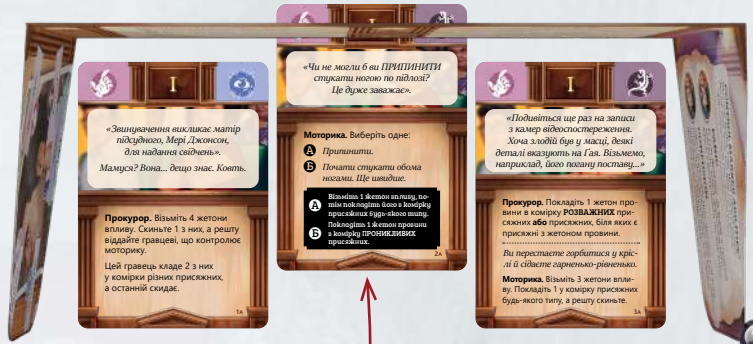 I
«Звинувачення викликає матір
підсудного, Мері Джонсон,
для надання свідчень».
Мамуся? Вона... дещо знає. Ковть.
Прокурор. Візьміть 4 жетони
впливу. Скиньте 1 з них, а решту
віддайте гравцеві, що контролює
моторику.
Цей гравець кладе 2 з них
у комірки різних присяжних,
а останній скидає.
1А
I
«Чи не могли б ви ПРИПИНИТИ
стукати ногою по підлозі?
Це дуже заважає».
Моторика. Виберіть одне:
А Припинити.
Б Почати стукати обома
ногами. Ще швидше.
А Візьміть 1 жетон впливу, по-
тім покладіть його в комірку
присяжних будь-якого типу.
Б Покладіть 1 жетон провини
в комірку ПРОНИКЛИВИХ
присяжних.
2А
I
«Подивіться ще раз на записи
з камер відеоспостереження.
Хоча злодій був у масці, деякі
деталі вказують на Гая. Візьмемо,
наприклад, його погану поставу...»
Прокурор. Покладіть 1 жетон про-
вини в комірку РОЗВАЖНИХ при-
сяжних або присяжних, біля яких є
присяжні з жетоном провини.
Ви перестаєте горбитися у кріс-
лі й сідаєте гарненько-рівненько.
Моторика. Візьміть 3 жетони впли-
ву. Покладіть 1 у комірку присяжних
будь-якого типу, а решту скиньте.
3А